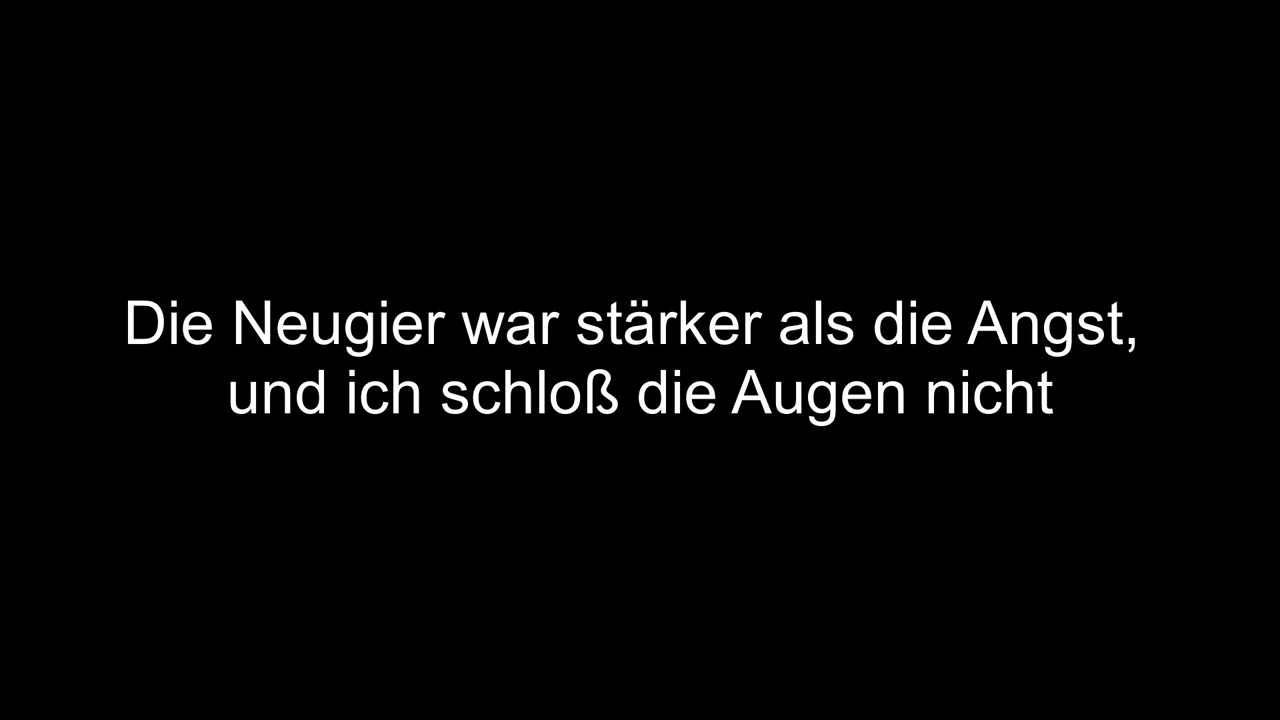 Die Neugier war stärker als die Angst,
und ich schloß die Augen nicht